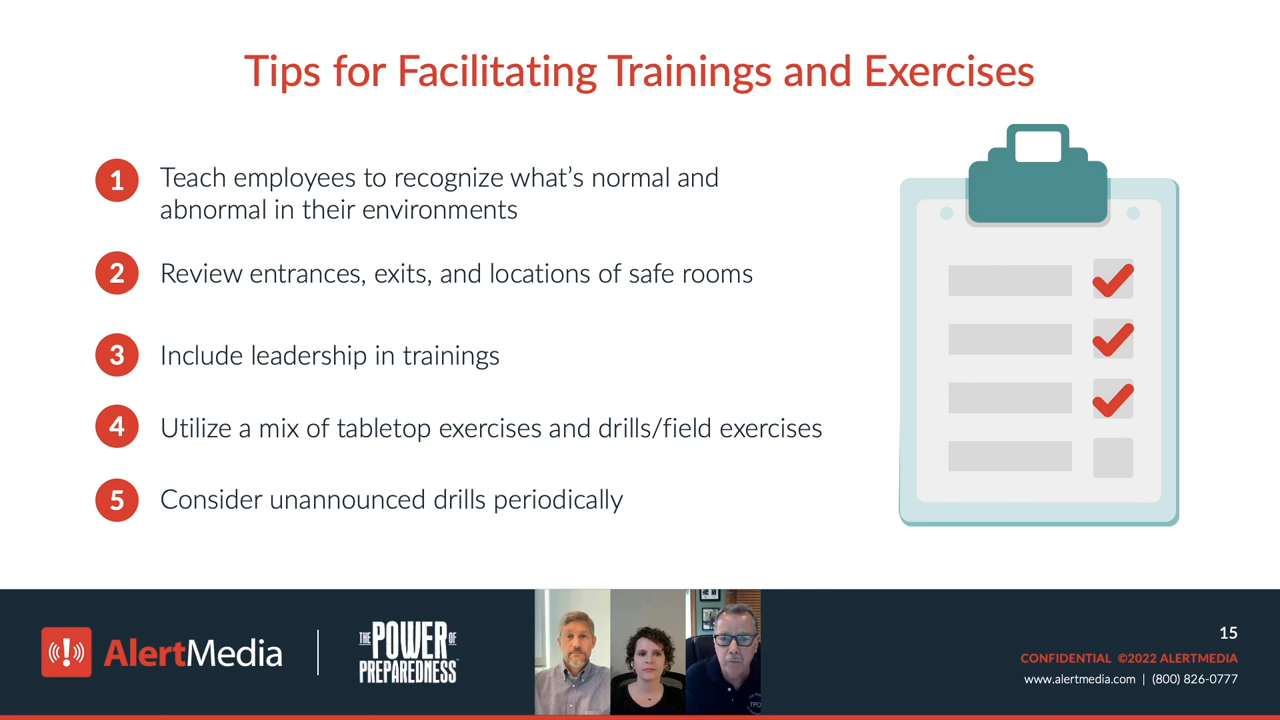 Tips for Facilitating Trainings and Exercises
1
Teach employees to recognize what's normal and
abnormal in their environments
2
Review entrances, exits, and locations of safe rooms
3
Include leadership in trainings
4
Utilize a mix of tabletop exercises and drills/field exercises
5
Consider unannounced drills periodically
AlertMedia
THE POWER OF
PREPAREDNESS
TPO
15
CONFIDENTIAL ©2022 ALERTMEDIA
www.alertmedia.com | (800) 826-0777